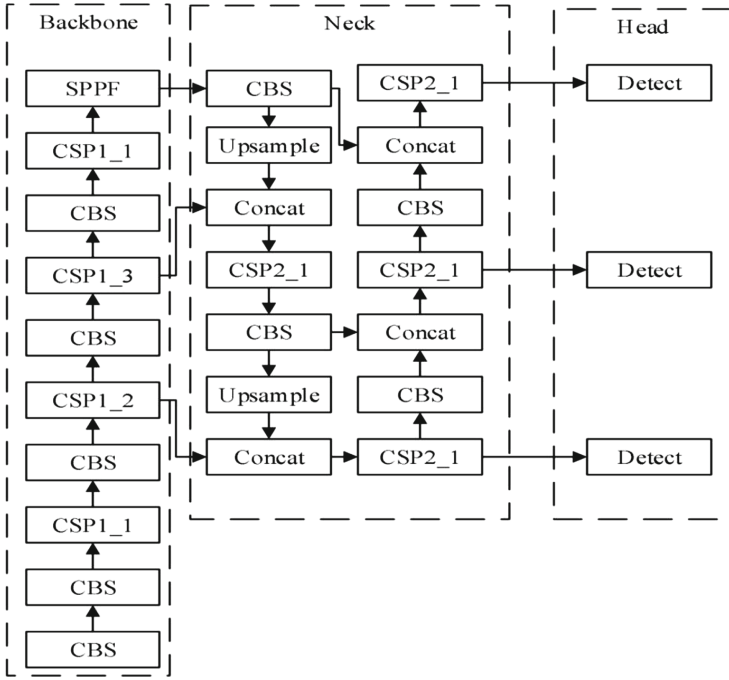 Backbone
SPPF
CSP1_1
CBS
CSP1_3
CBS
CSP1_2
CBS
CSP1_1
CBS
CBS
Neck
CBS
Upsample
Concat
CSP2_1
CBS
Upsample
Concat
CSP2_1
Concat
CBS
CSP2_1
Concat
CBS
CSP2_1
Head
Detect
Detect
Detect